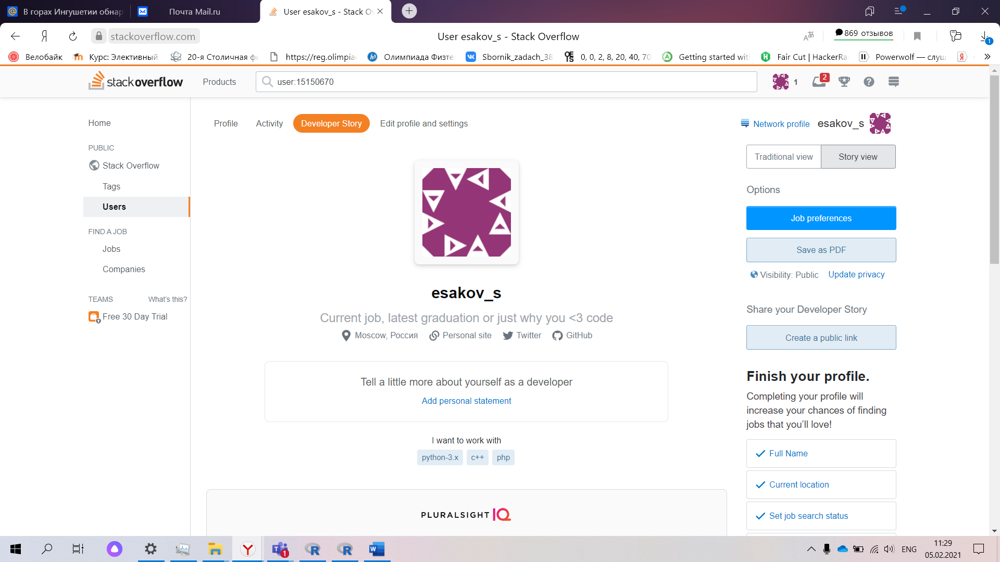 В горах Ингушетии обнар
Почта Mail.ru
User esakov_s - Stack Ov
stackoverflow.com
User esakov_s - Stack Overflow
869 отзывов
1
Велобайк
Курс: Элективный
20-я Столичная фи
https://reg.olimpia
Олимпиада Физте
Sbornik_zadach_38
0, 0, 2, 8, 20, 40, 70
Getting started wit
Fair Cut | HackerRa
Powerwolf — слуш
stackoverflow
Products
user:15150670
1
2
Home
PUBLIC
Stack Overflow
Tags
Users
FIND A JOB
Jobs
Companies
TEAMS
What's this?
Free 30 Day Trial
Profile
Activity
Developer Story
Edit profile and settings
Network profile
esakov_s
Traditional view
Story view
Options
Job preferences
Save as PDF
Visibility: Public
Update privacy
Share your Developer Story
Create a public link
Finish your profile.
Completing your profile will
increase your chances of finding
jobs that you'll love!
Full Name
Current location
Set job search status
esakov_s
Current job, latest graduation or just why you <3 code
Moscow, Россия
Personal site
Twitter
GitHub
Tell a little more about yourself as a developer
Add personal statement
I want to work with
python-3.x
c++
php
PLURALSIGHT IQ
1
ENG
11:29
05.02.2021